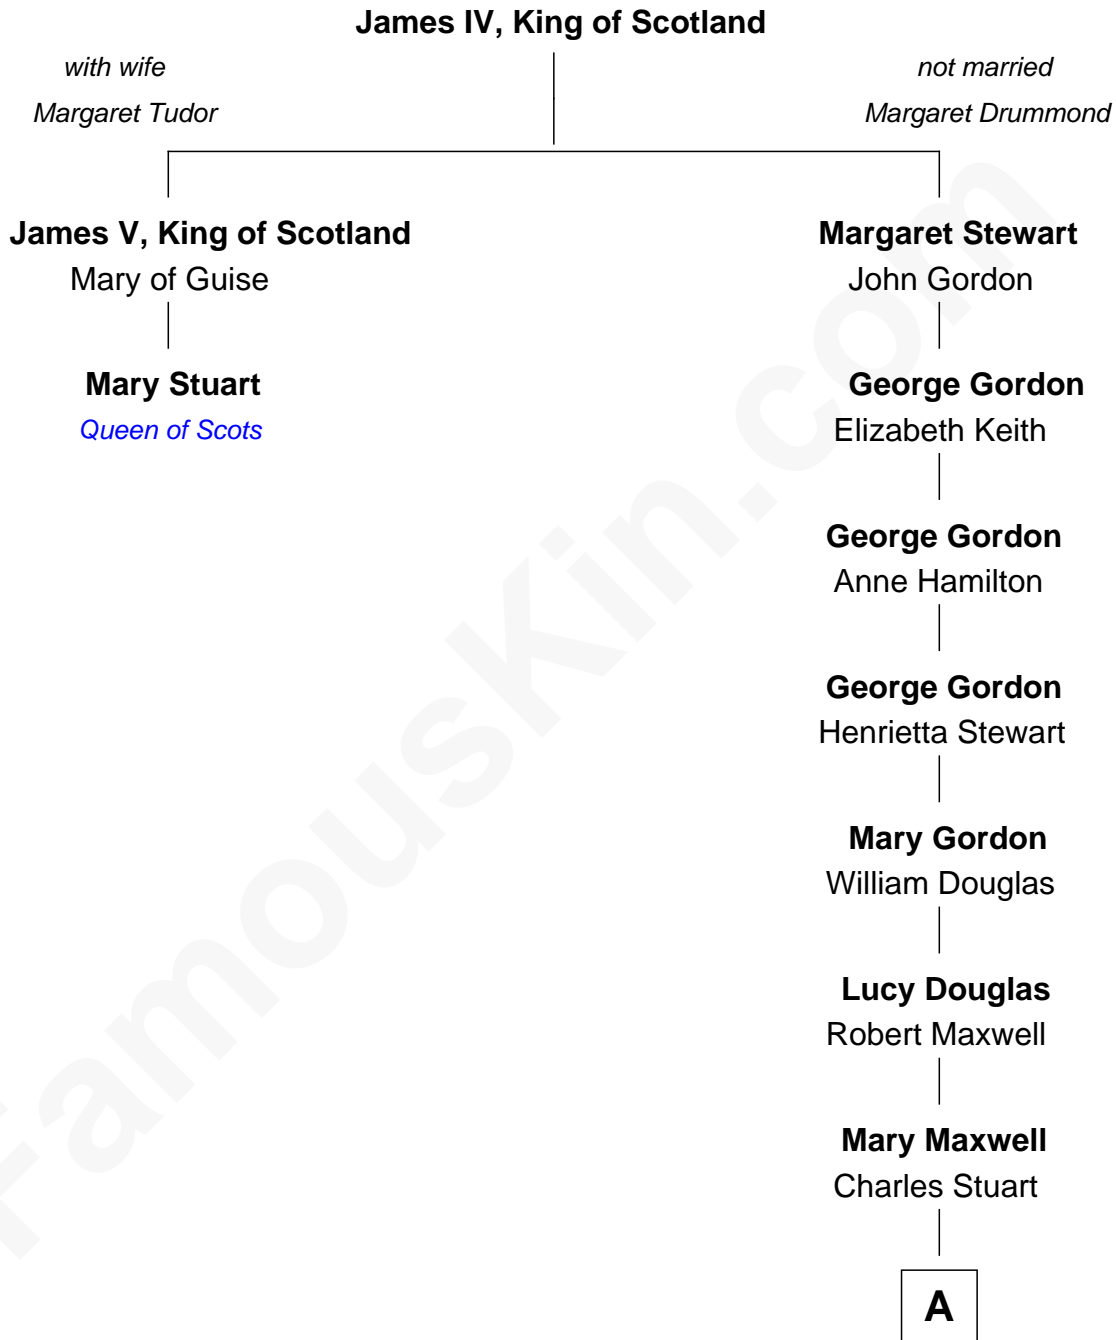 James IV, King of Scotland
with wife
Margaret Tudor
not married
Margaret Drummond
James V, King of Scotland
Mary of Guise
Mary Stuart
Queen of Scots
Margaret Stewart
John Gordon
George Gordon
Elizabeth Keith
George Gordon
Anne Hamilton
George Gordon
Henrietta Stewart
Mary Gordon
William Douglas
Lucy Douglas
Robert Maxwell
Mary Maxwell
Charles Stuart
A
FamousKin.com